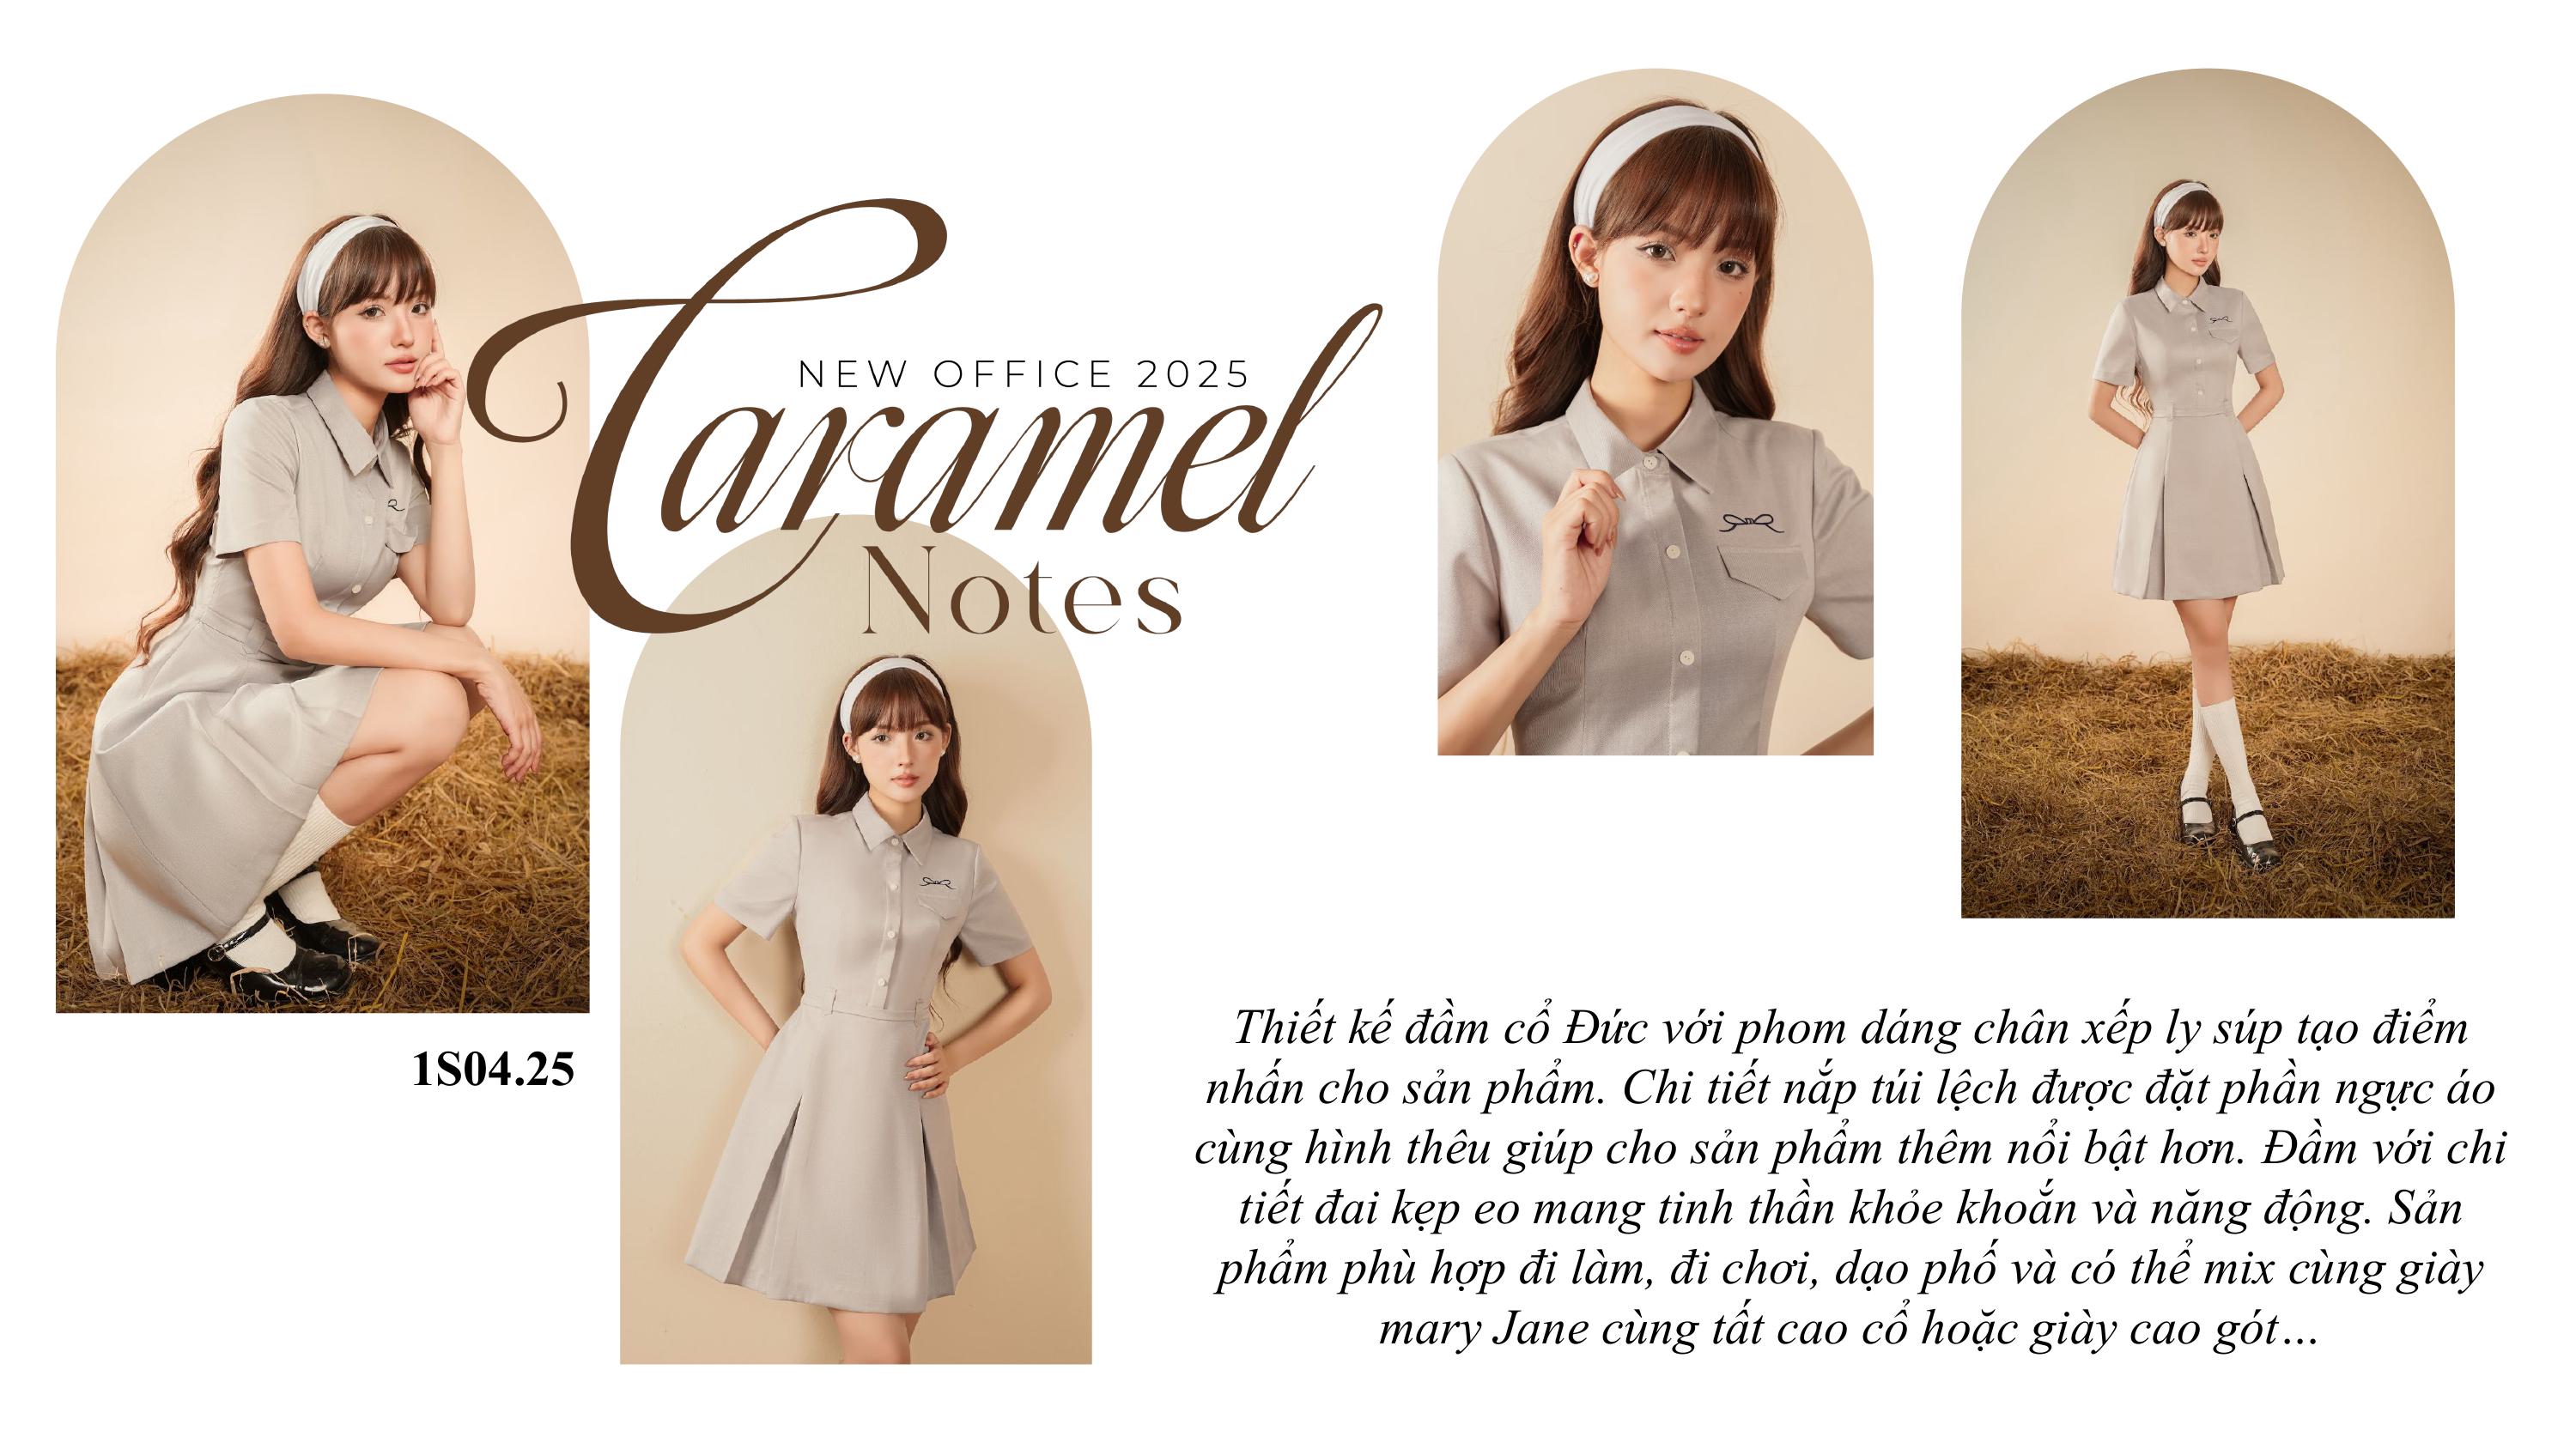 NEW OFFICE 2025
Caramel
Notes
1S04.25
Thiết kế đầm cổ Đức với phom dáng chân xếp ly súp tạo điểm
nhấn cho sản phẩm. Chi tiết nắp túi lệch được đặt phần ngực áo
cùng hình thêu giúp cho sản phẩm thêm nổi bật hơn. Đầm với chi
tiết đai kẹp eo mang tinh thần khỏe khoắn và năng động. Sản
phẩm phù hợp đi làm, đi chơi, dạo phố và có thể mix cùng giày
mary Jane cùng tất cao cổ hoặc giày cao gót...